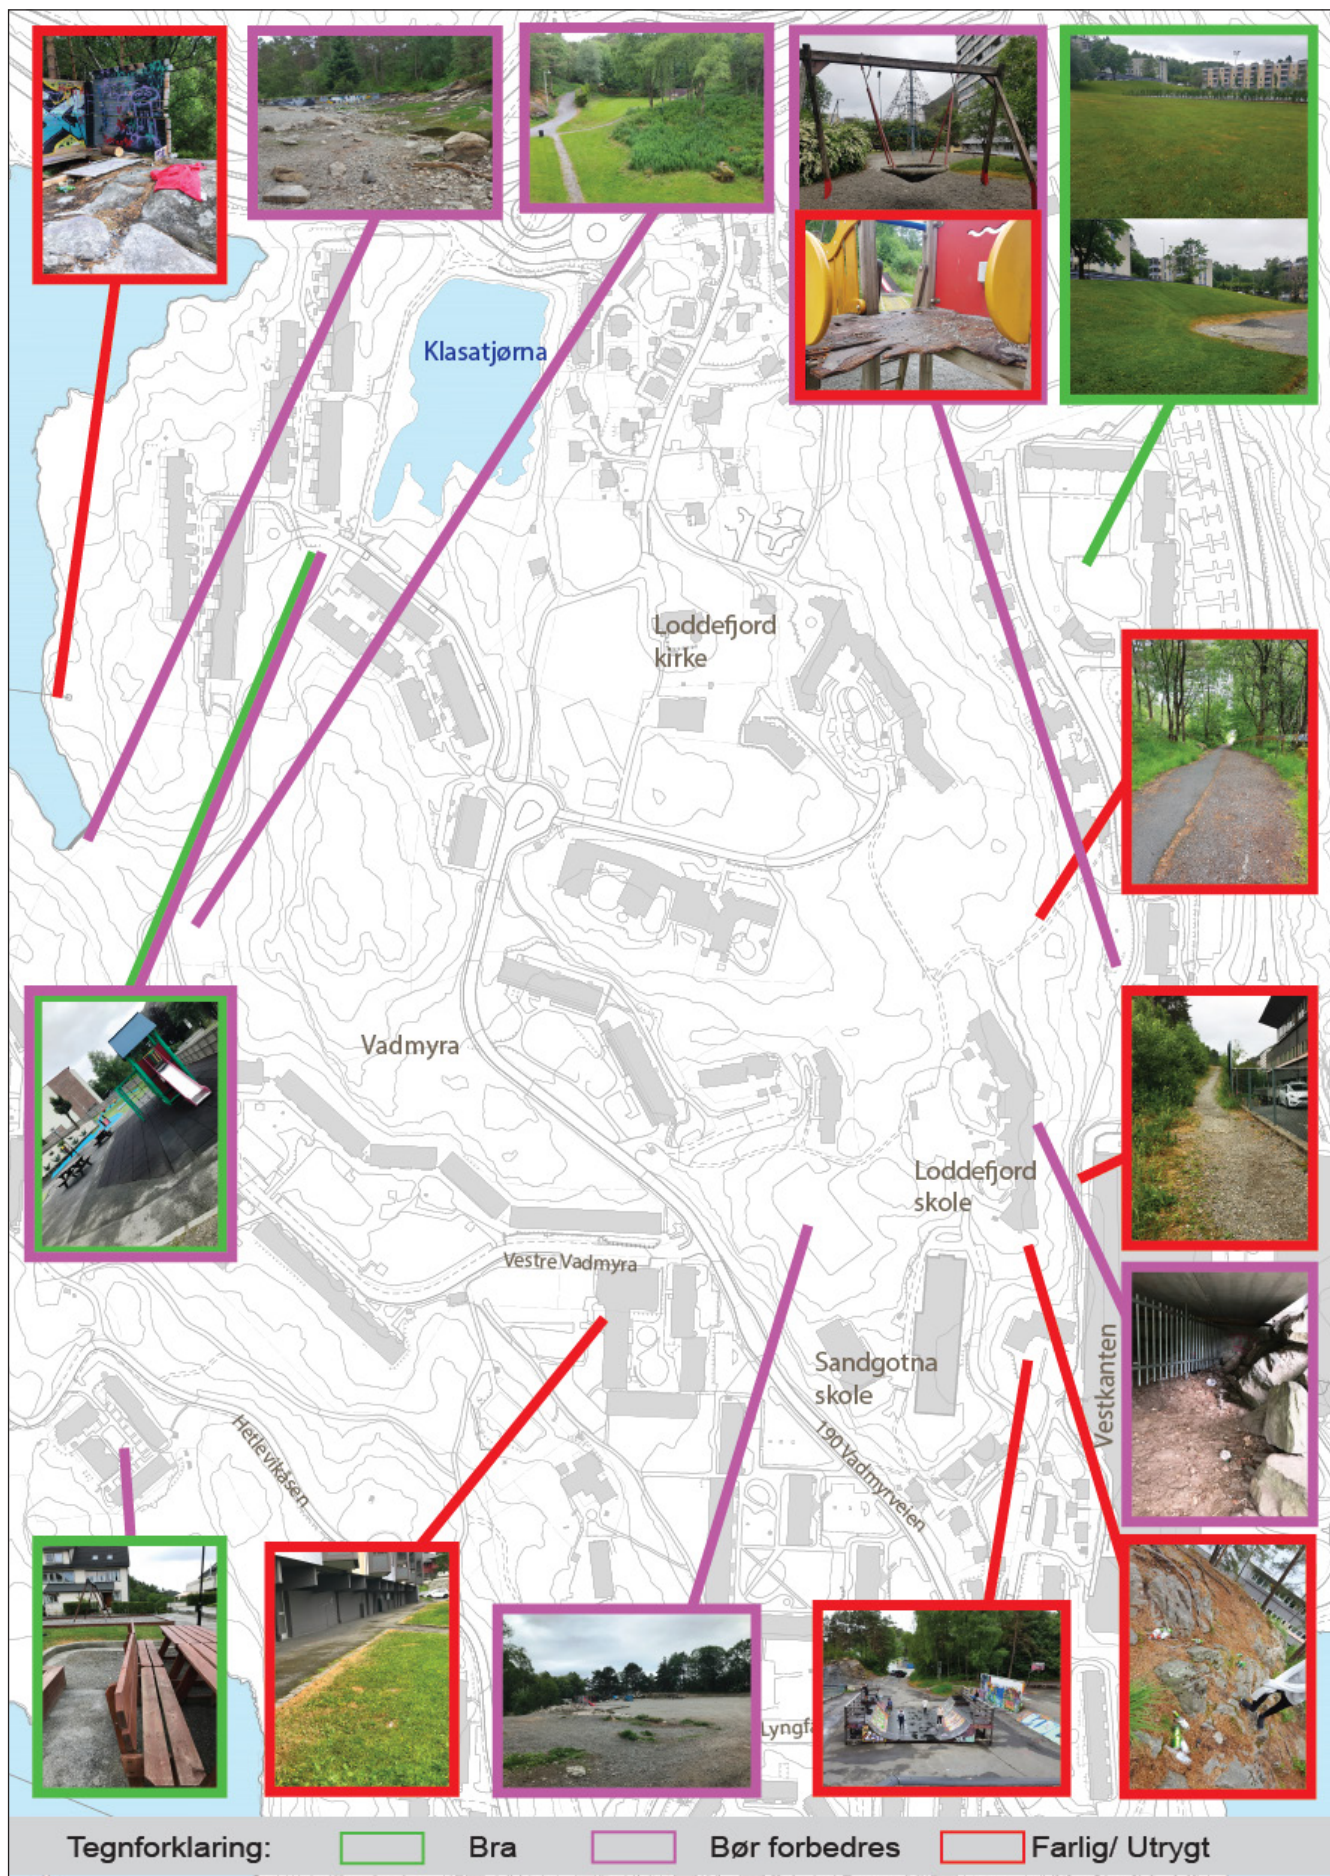 Klasatjørna
Loddefjord
kirke
Vadmyra
Loddefjord
skole
Vestre Vadmyra
Sandgotna
skole
Vestkanten
190 Vadmyrveien
Hetlevikåsen
Tegnforklaring:
Bra
Bør forbedres
Farlig/ Utrygt